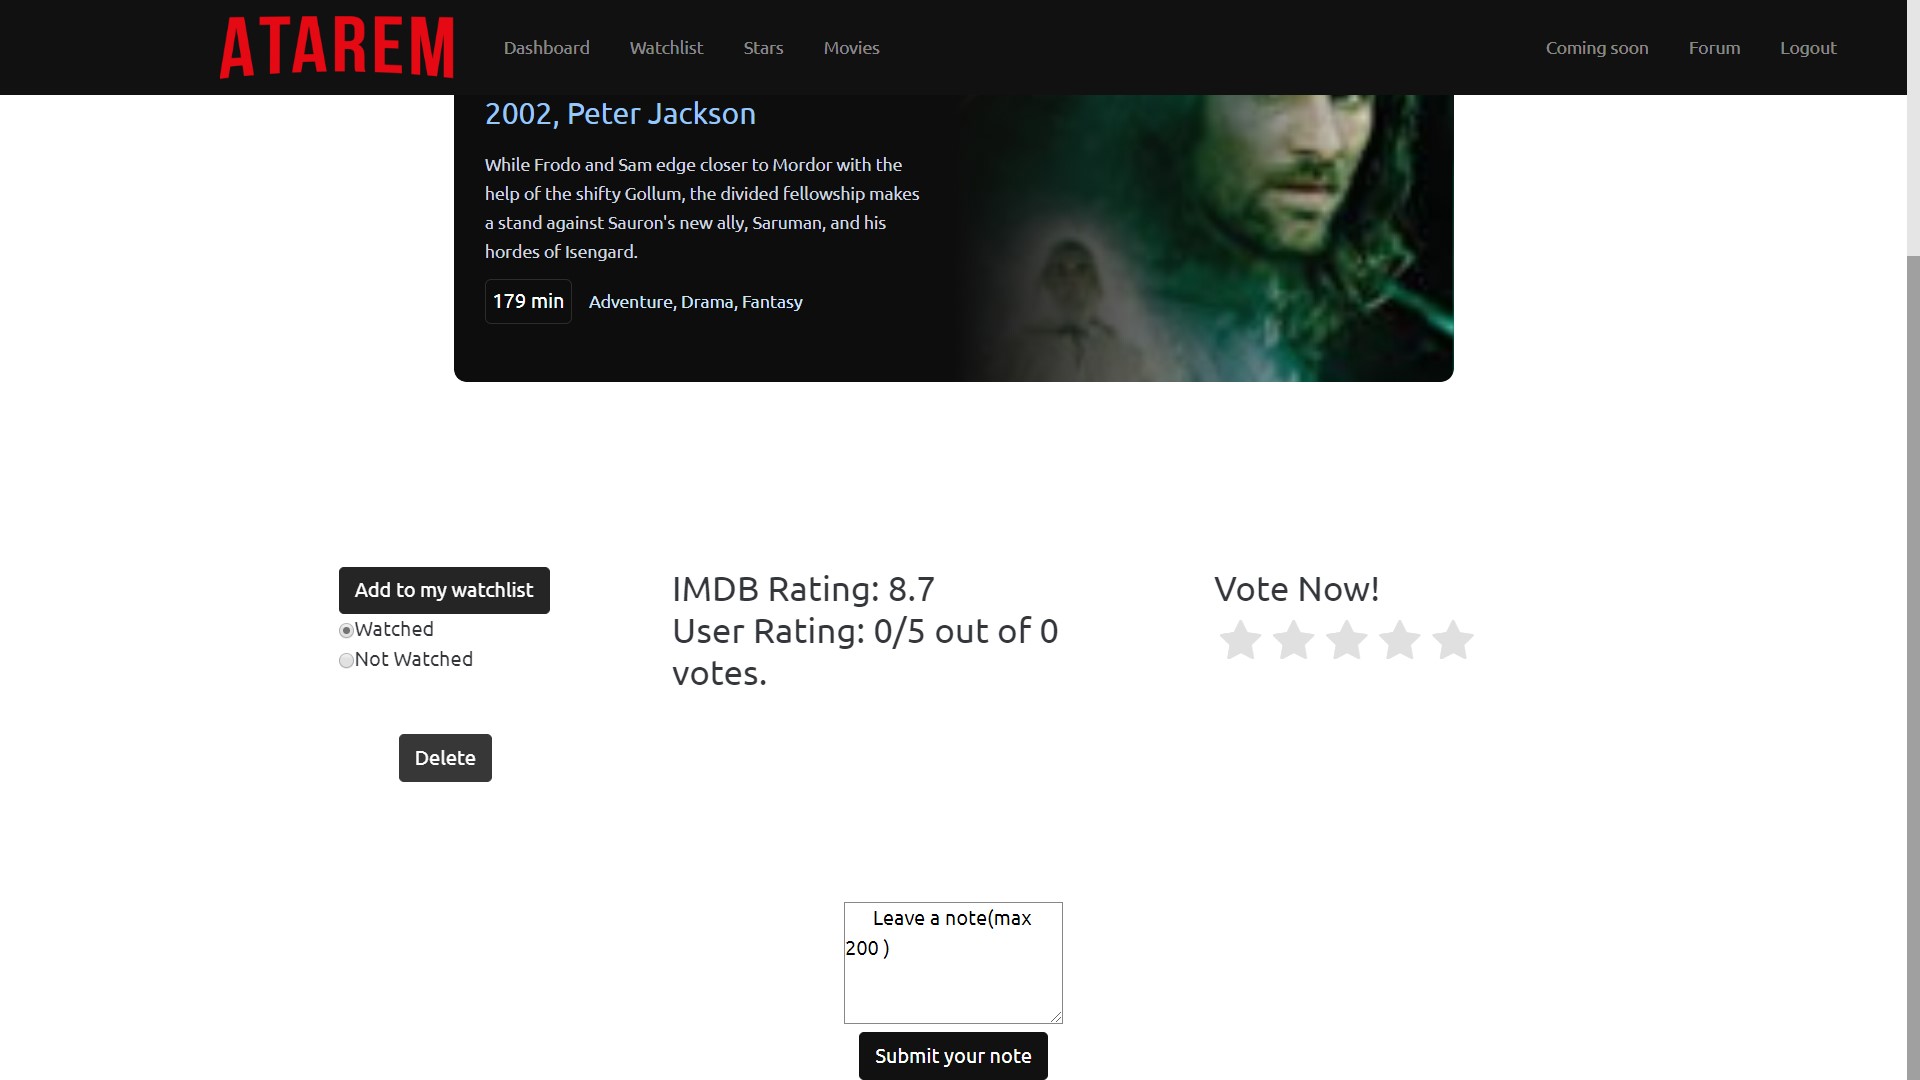 ATAREM
Dashboard
Watchlist
Stars
Movies
Coming soon
Forum
Logout
2002, Peter Jackson
While Frodo and Sam edge closer to Mordor with the
help of the shifty Gollum, the divided fellowship makes
a stand against Sauron's new ally, Saruman, and his
hordes of Isengard.
179 min
Adventure, Drama, Fantasy
Add to my watchlist
Watched
Not Watched
Delete
IMDB Rating: 8.7
User Rating: 0/5 out of 0
votes.
Vote Now!
Leave a note(max
200 )
Submit your note